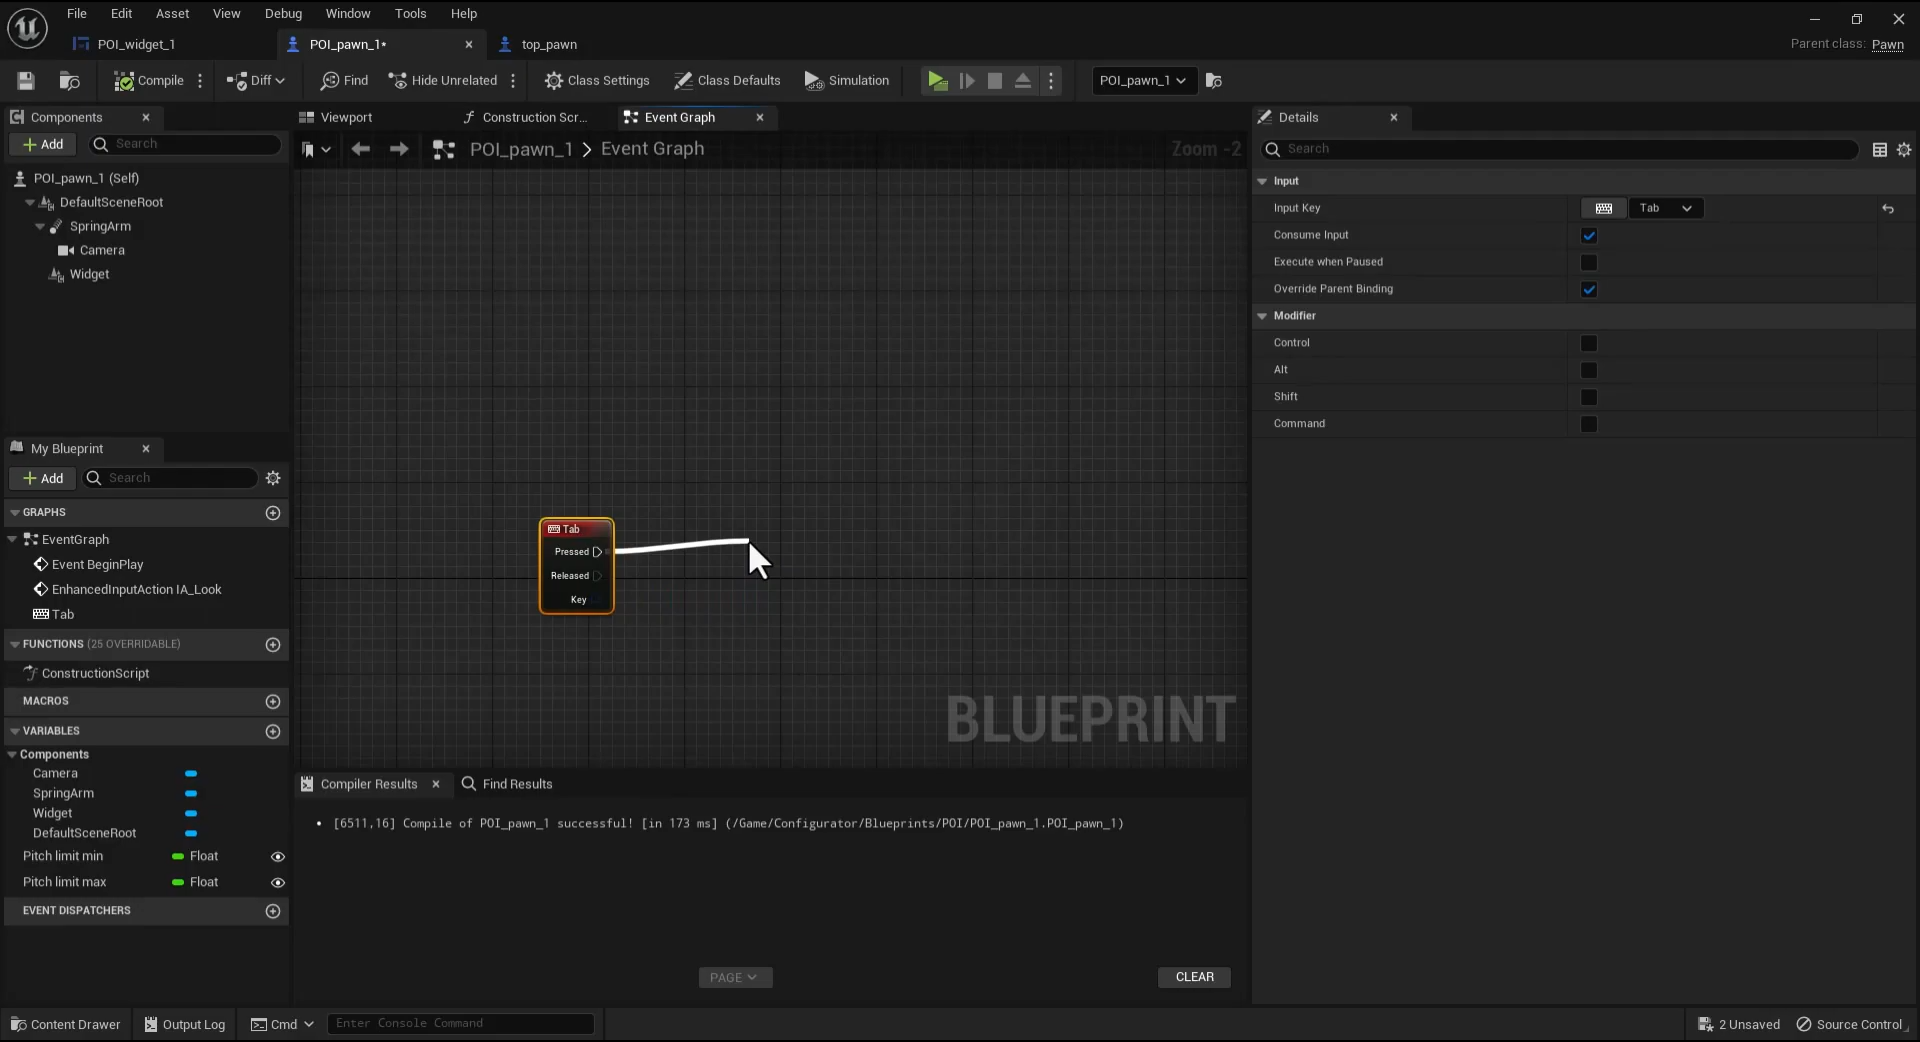 File Edit Asset View Debug Window Tools Help
POI_widget_1 POI_pawn_1* top_pawn
Parent class: Pawn
Compile Diff Find Hide Unrelated Class Settings Class Defaults Simulation POI_pawn_1
Components
Add Search
POI_pawn_1 (Self)
DefaultSceneRoot
SpringArm
Camera
Widget
My Blueprint
Add Search
GRAPHS
EventGraph
Event BeginPlay
EnhancedInputAction IA_Look
Tab
FUNCTIONS (25 OVERRIDABLE)
ConstructionScript
MACROS
VARIABLES
Components
Camera
SpringArm
Widget
DefaultSceneRoot
Pitch limit min Float
Pitch limit max Float
EVENT DISPATCHERS
Viewport Construction Scr... Event Graph
POI_pawn_1 > Event Graph Zoom -2
Tab
Pressed
Released
Key
BLUEPRINT
Compiler Results Find Results
• [6511,16] Compile of POI_pawn_1 successful! [in 173 ms] (/Game/Configurator/Blueprints/POI/POI_pawn_1.POI_pawn_1)
PAGE CLEAR
Details
Search
Input
Input Key Tab
Consume Input
Execute when Paused
Override Parent Binding
Modifier
Control
Alt
Shift
Command
Content Drawer Output Log Cmd Enter Console Command 2 Unsaved Source Control